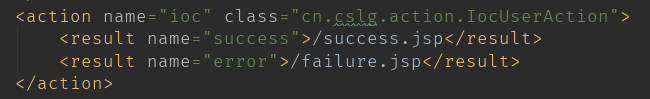 <action name="ioc" class="cn.cslg.action.IocUserAction">
    <result name="success">/success.jsp</result>
    <result name="error">/failure.jsp</result>
</action>